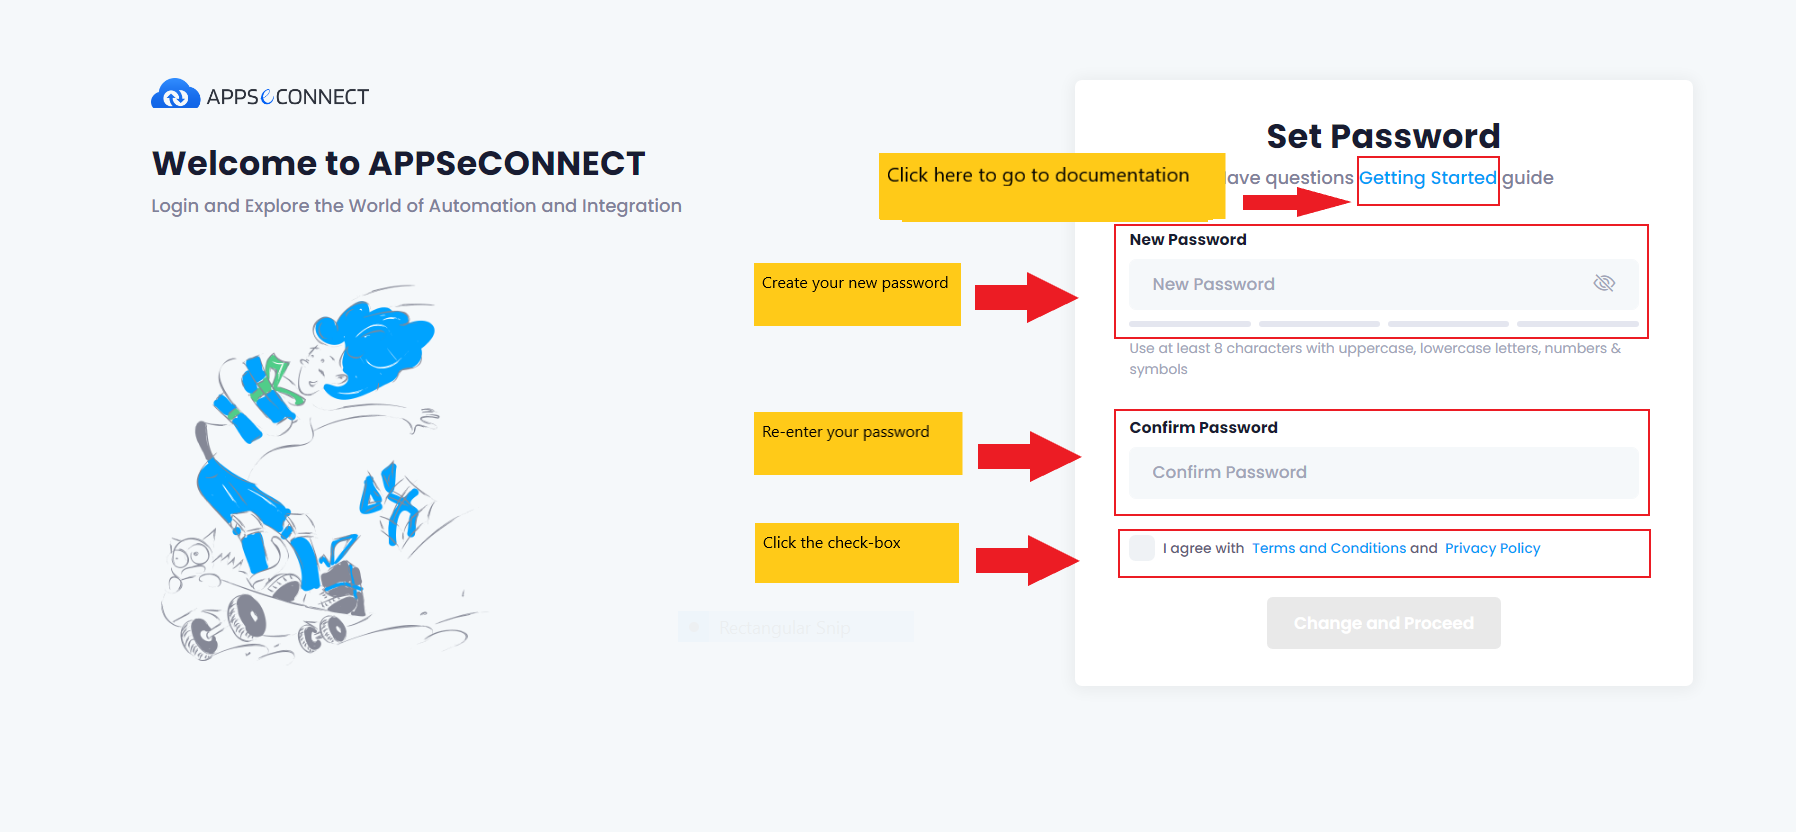 APPSeCONNECT
Welcome to APPSeCONNECT
Login and Explore the World of Automation and Integration
Set Password
Click here to go to documentation
ave questions Getting Started guide
New Password
Create your new password
New Password
Use at least 8 characters with uppercase, lowercase letters, numbers &
symbols
Re-enter your password
Confirm Password
Confirm Password
Click the check-box
I agree with Terms and Conditions and Privacy Policy
Rectangular Snip
Change and Proceed